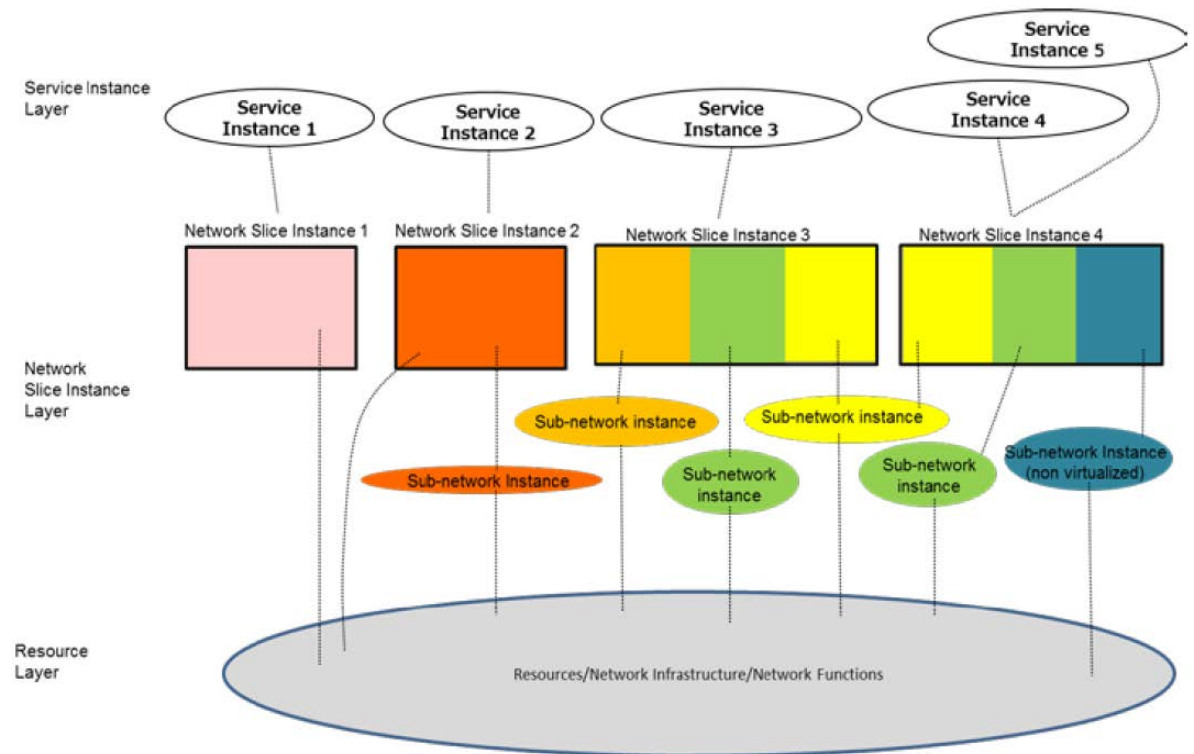 Service
Instance 5
Service Instance
Layer
Service
Instance 1
Service
Instance 2
Service
Instance 3
Service
Instance 4
Network Slice Instance 1
Network Slice Instance 2
Network Slice Instance 3
Network Slice Instance 4
Network
Slice Instance
Layer
Sub-network instance
Sub-network instance
Sub-network Instance
Sub-network
instance
Sub-network
instance
Sub-network Instance
(non virtualized)
Resource
Layer
Resources/Network Infrastructure/Network Functions